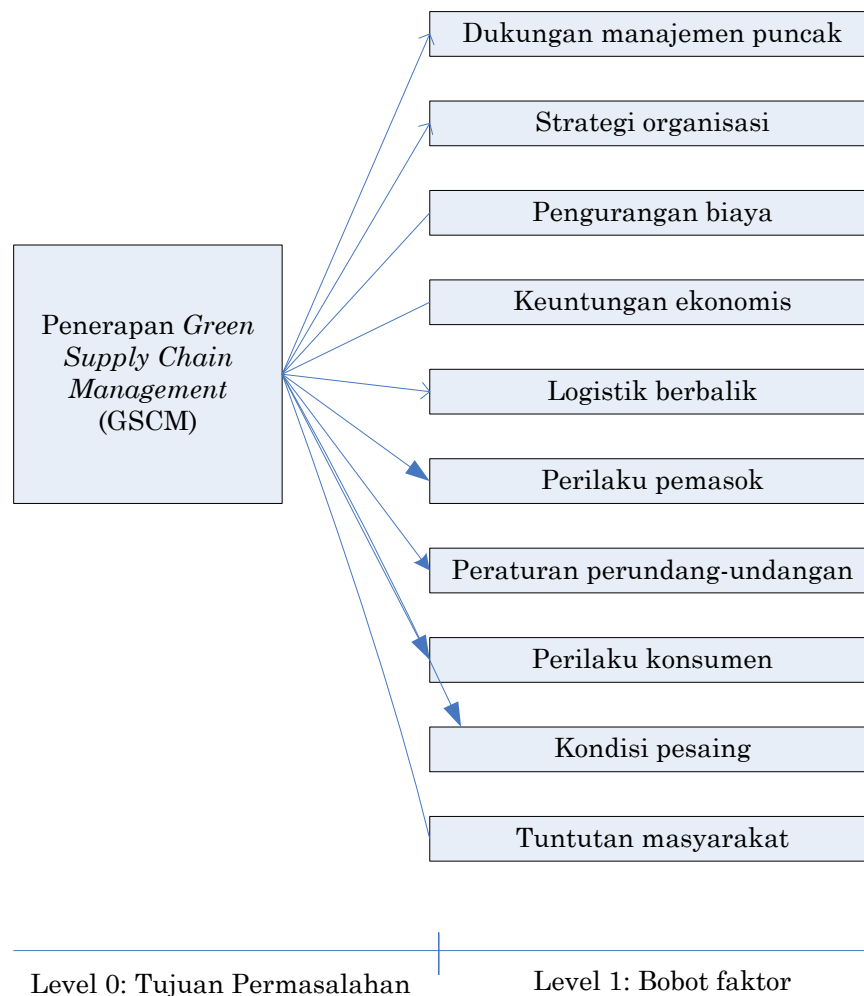 Dukungan manajemen puncak
Strategi organisasi
Pengurangan biaya
Penerapan Green
Supply Chain
Management
(GSCM)
Keuntungan ekonomis
Logistik berbalik
Perilaku pemasok
Peraturan perundang-undangan
Perilaku konsumen
Kondisi pesaing
Tuntutan masyarakat
Level 0: Tujuan Permasalahan
Level 1: Bobot faktor